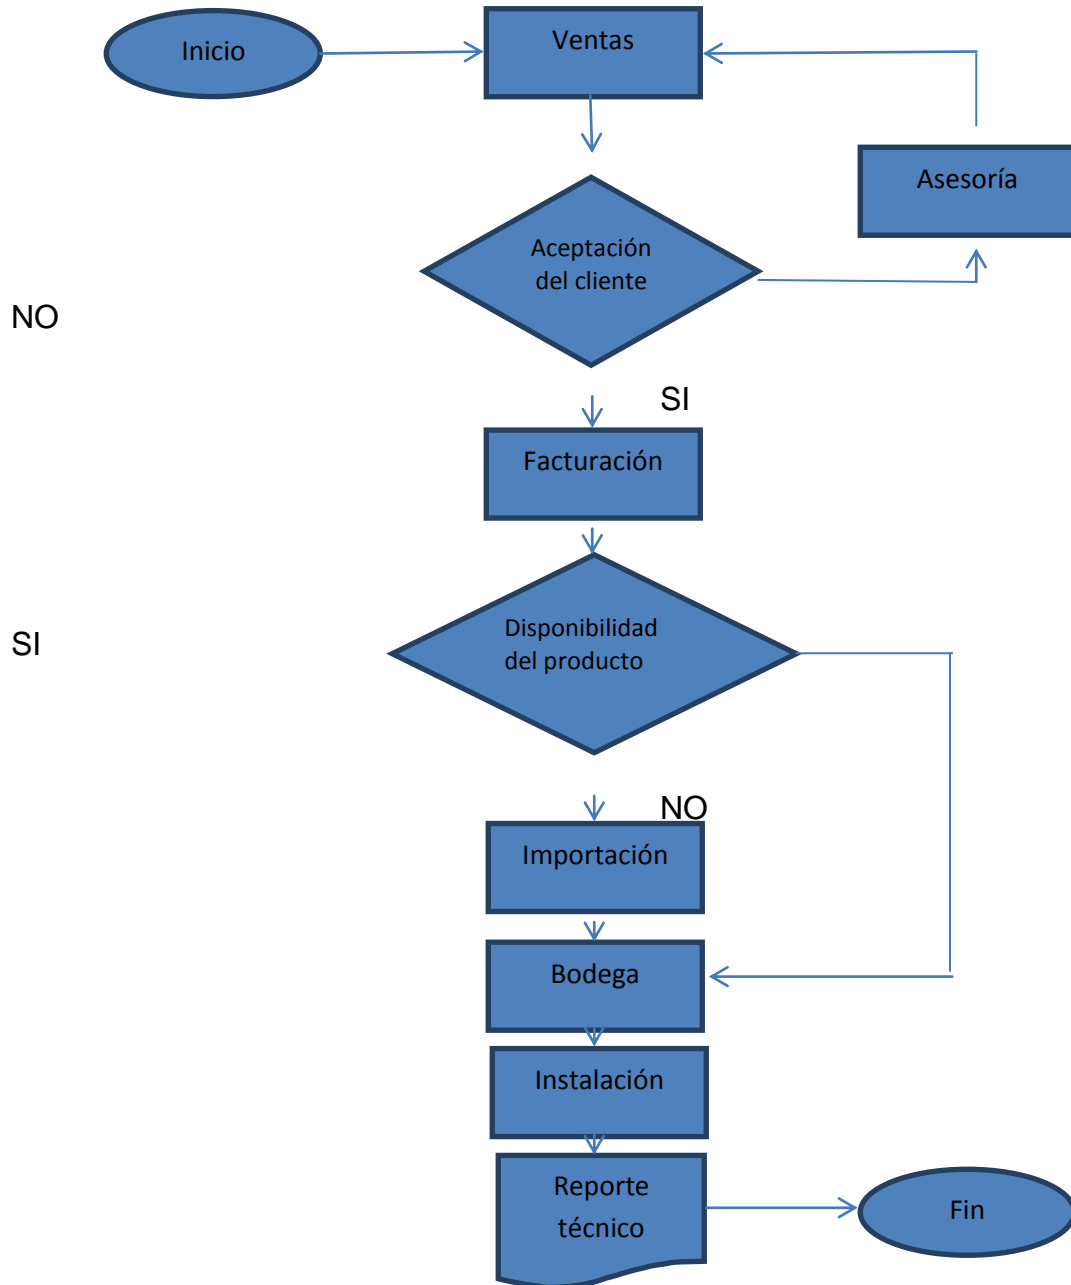 Inicio
Ventas
Asesoría
Aceptación
del cliente
NO
SI
Facturación
Disponibilidad
del producto
SI
NO
Importación
Bodega
Instalación
Reporte
técnico
Fin